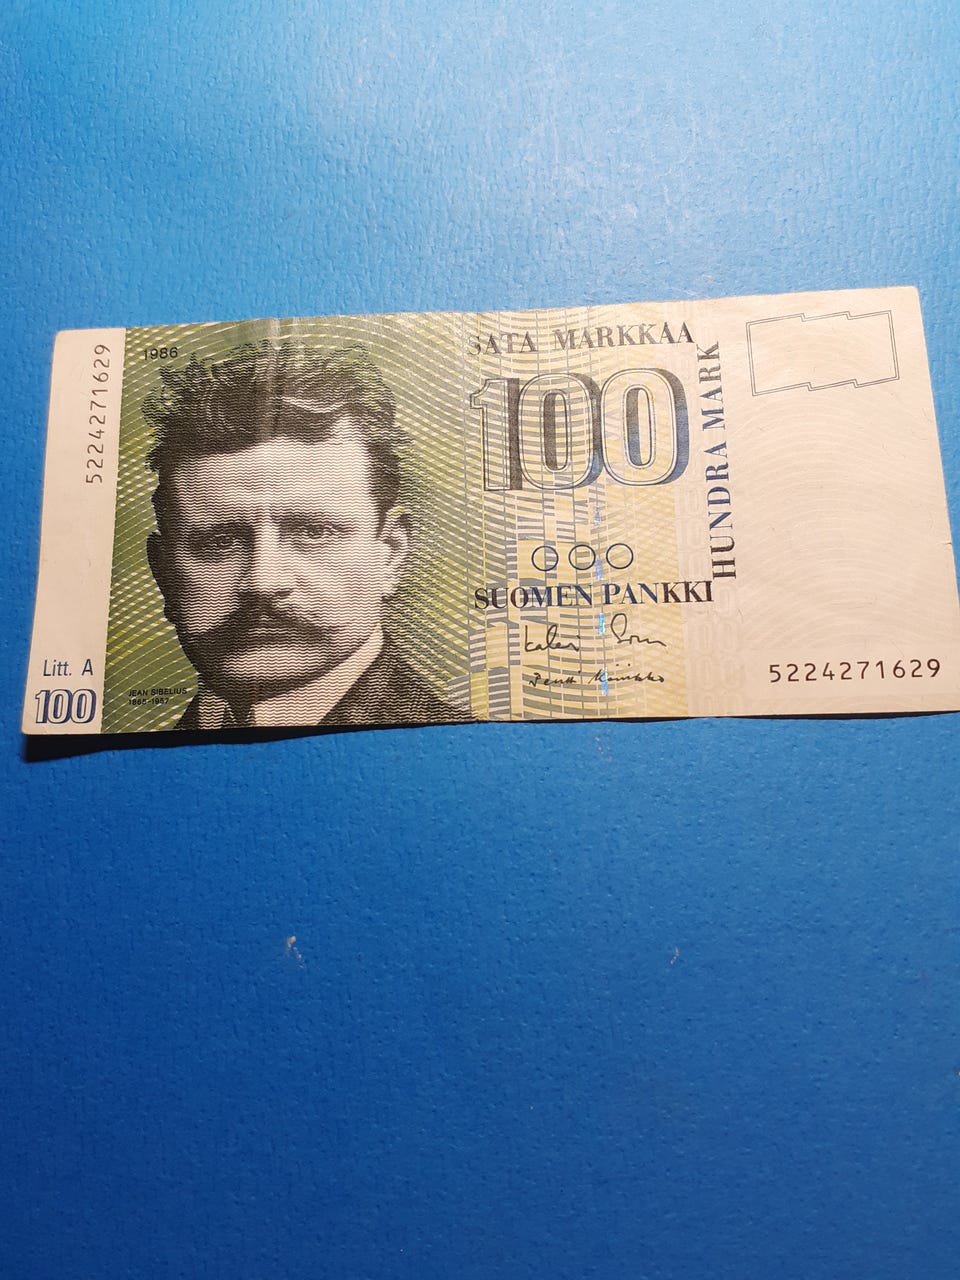 5224271629
1986
SATA MARKKAA
100
HUNDRA MARK
SUOMEN PANKKI
Litt. A
100
JEAN SIBELIUS
1865-1957
5224271629